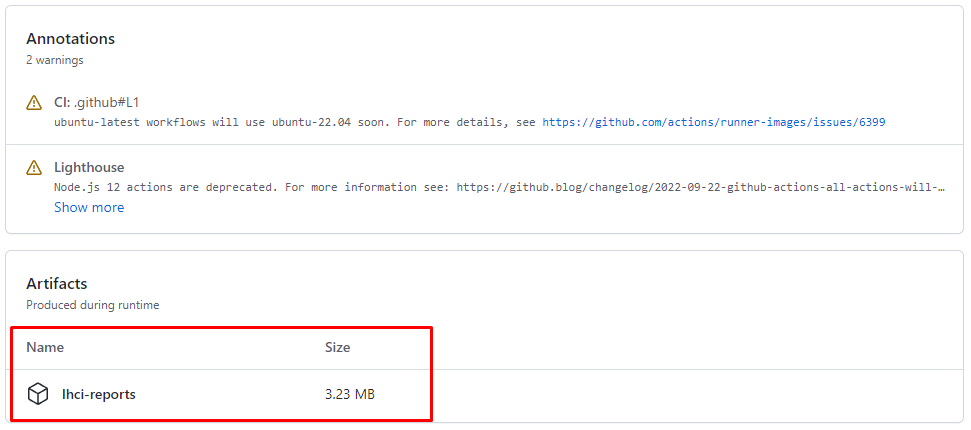 Annotations
2 warnings
CI: .github#L1
ubuntu-latest workflows will use ubuntu-22.04 soon. For more details, see https://github.com/actions/runner-images/issues/6399
Lighthouse
Node.js 12 actions are deprecated. For more information see: https://github.blog/changelog/2022-09-22-github-actions-all-actions-will-…
Show more
Artifacts
Produced during runtime
Name Size
lhci-reports 3.23 MB